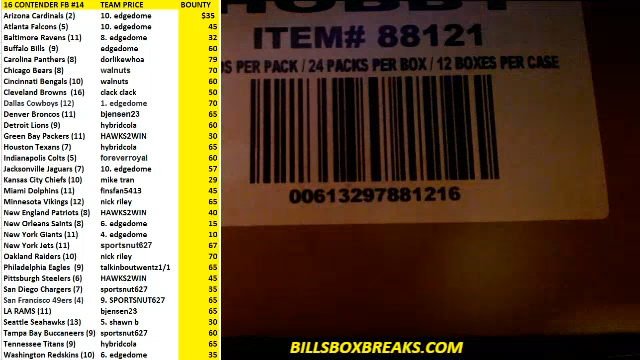 16 CONTENDER FB #14 TEAM PRICE BOUNTY
Arizona Cardinals (2) 10. edgedome $35
Atlanta Falcons (5) 10. edgedome 45
Baltimore Ravens (11) 8. edgedome 32
Buffalo Bills (9) edgedome 60
Carolina Panthers (8) dorlikewhoa 79
Chicago Bears (8) walnuts 70
Cincinnati Bengals (10) walnuts 60
Cleveland Browns (16) clack clack 50
Dallas Cowboys (12) 1. edgedome 70
Denver Broncos (11) bjensen23 65
Detroit Lions (9) hybridcola 60
Green Bay Packers (11) HAWKS2WIN 30
Houston Texans (7) hybridcola 65
Indianapolis Colts (5) foreverroyal 60
Jacksonville Jaguars (7) 10. edgedome 57
Kansas City Chiefs (10) mike tran 29
Miami Dolphins (11) finsfan5413 45
Minnesota Vikings (12) nick riley 65
New England Patriots (8) HAWKS2WIN 40
New Orleans Saints (8) 6. edgedome 15
New York Giants (11) 4. edgedome 10
New York Jets (11) sportsnut627 67
Oakland Raiders (10) nick riley 70
Philadelphia Eagles (9) talkinboutwentz1/1 65
Pittsburgh Steelers (6) HAWKS2WIN 45
San Diego Chargers (5) sportsnut627 35
San Francisco 49ers (4) 9. SPORTSNUT627 65
LA RAMS (11) bjensen23 65
Seattle Seahawks (13) 5. shawn b 30
Tampa Bay Buccaneers (9) sportsnut627 60
Tennessee Titans (9) hybridcola 65
Washington Redskins (10) 6. edgedome 35
HOBBY
ITEM# 88121
PER PACK / 24 PACKS PER BOX / 12 BOXES PER CASE
00613297881216
BILLSBOXBREAKS.COM